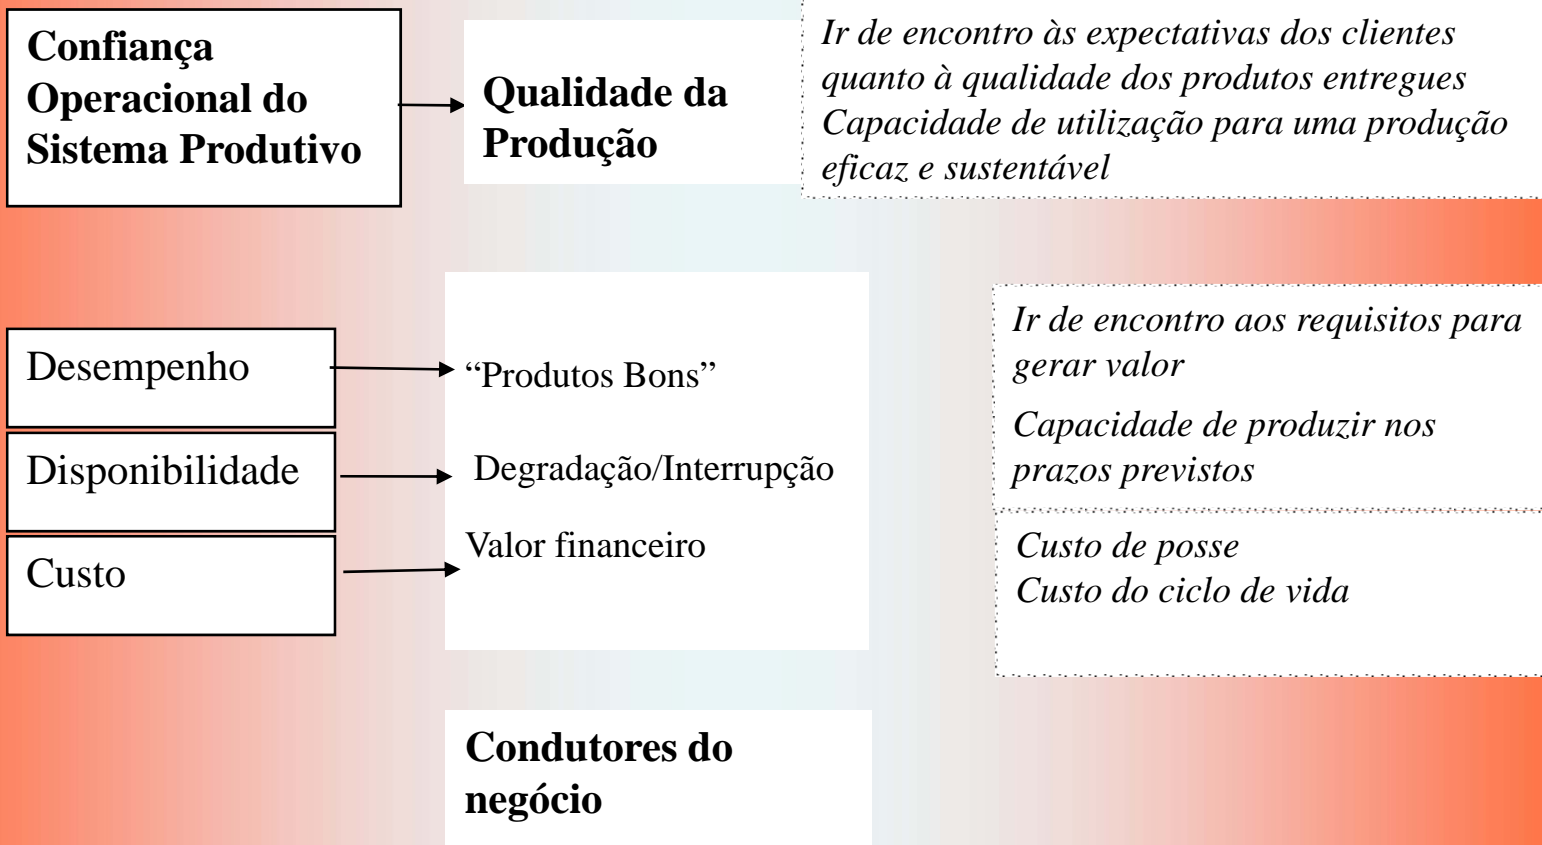 Confiança
Operacional do
Sistema Produtivo
Qualidade da
Produção
Ir de encontro às expectativas dos clientes
quanto à qualidade dos produtos entregues
Capacidade de utilização para uma produção
eficaz e sustentável
Desempenho
“Produtos Bons”
Ir de encontro aos requisitos para
gerar valor
Disponibilidade
Degradação/Interrupção
Capacidade de produzir nos
prazos previstos
Custo
Valor financeiro
Custo de posse
Custo do ciclo de vida
Condutores do
negócio